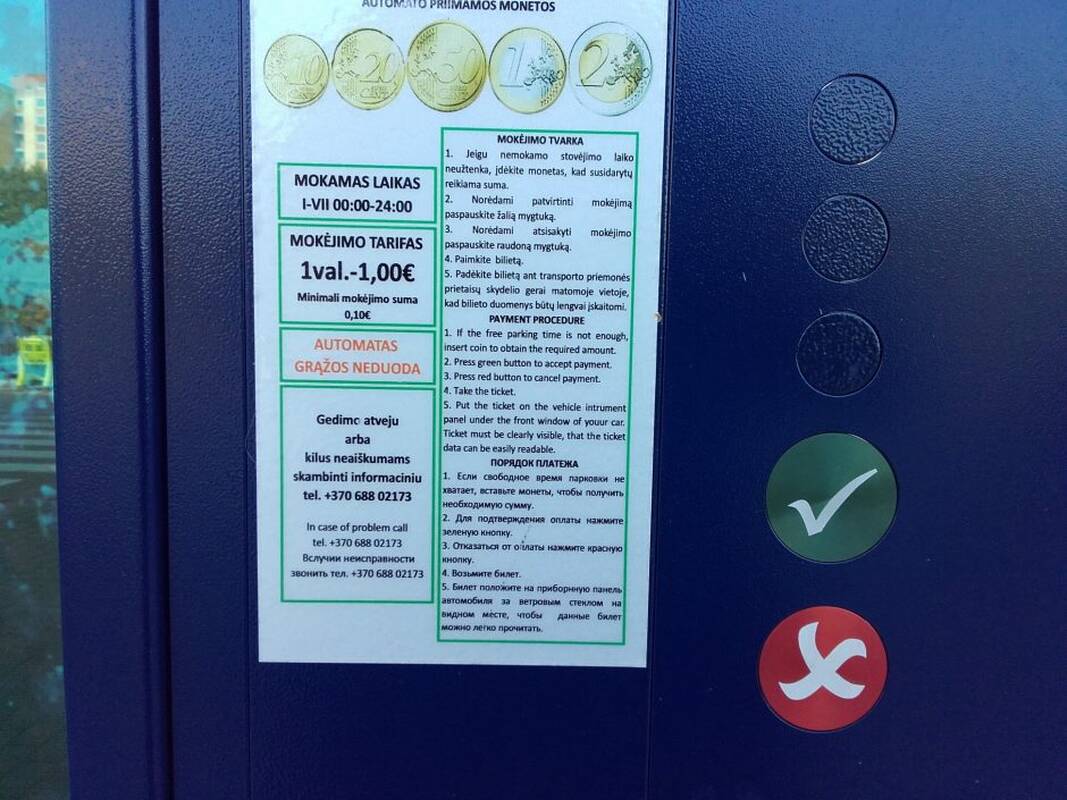 AUTOMATO PRIIMAMOS MONETOS
10
20
50
1
2
MOKAMAS LAIKAS
I-VII 00:00-24:00
MOKĖJIMO TARIFAS
1val.-1,00€
Minimali mokėjimo suma
0,10€
AUTOMATAS
GRĄŽOS NEDUODA
Gedimo atveju
arba
kilus neaiškumams
skambinti informaciniu
tel. +370 688 02173
In case of problem call
tel. +370 688 02173
Вслучии неисправности
звонить тел. +370 688 02173
MOKĖJIMO TVARKA
1. Jeigu nemokamo stovėjimo laiko
neužtenka, įdėkite monetas, kad susidarytų
reikiama suma.
2. Norėdami patvirtinti mokėjimą
paspauskite žalią mygtuką.
3. Norėdami atsisakyti mokėjimo
paspauskite raudoną mygtuką.
4. Paimkite bilietą.
5. Padėkite bilietą ant transporto priemonės
prietaisų skydelio gerai matomoje vietoje,
kad bilieto duomenys būtų lengvai įskaitomi.
PAYMENT PROCEDURE
1. If the free parking time is not enough,
insert coin to obtain the required amount.
2. Press green button to accept payment.
3. Press red button to cancel payment.
4. Take the ticket.
5. Put the ticket on the vehicle intrument
panel under the front window of youur car.
Ticket must be clearly visible, that the ticket
data can be easily readable.
ПОРЯДОК ПЛАТЕЖА
1. Если свободное время парковки не
хватает, вставьте монеты, чтобы получить
необходимую сумму.
2. Для подтверждения оплаты нажмите
зеленую кнопку.
3. Отказаться от оплаты нажмите красную
кнопку.
4. Возьмите билет.
5. Билет положите на приборнную панель
автомобиля за ветровым стеклом на
видном месте, чтобы данные билет
можно легко прочитать.